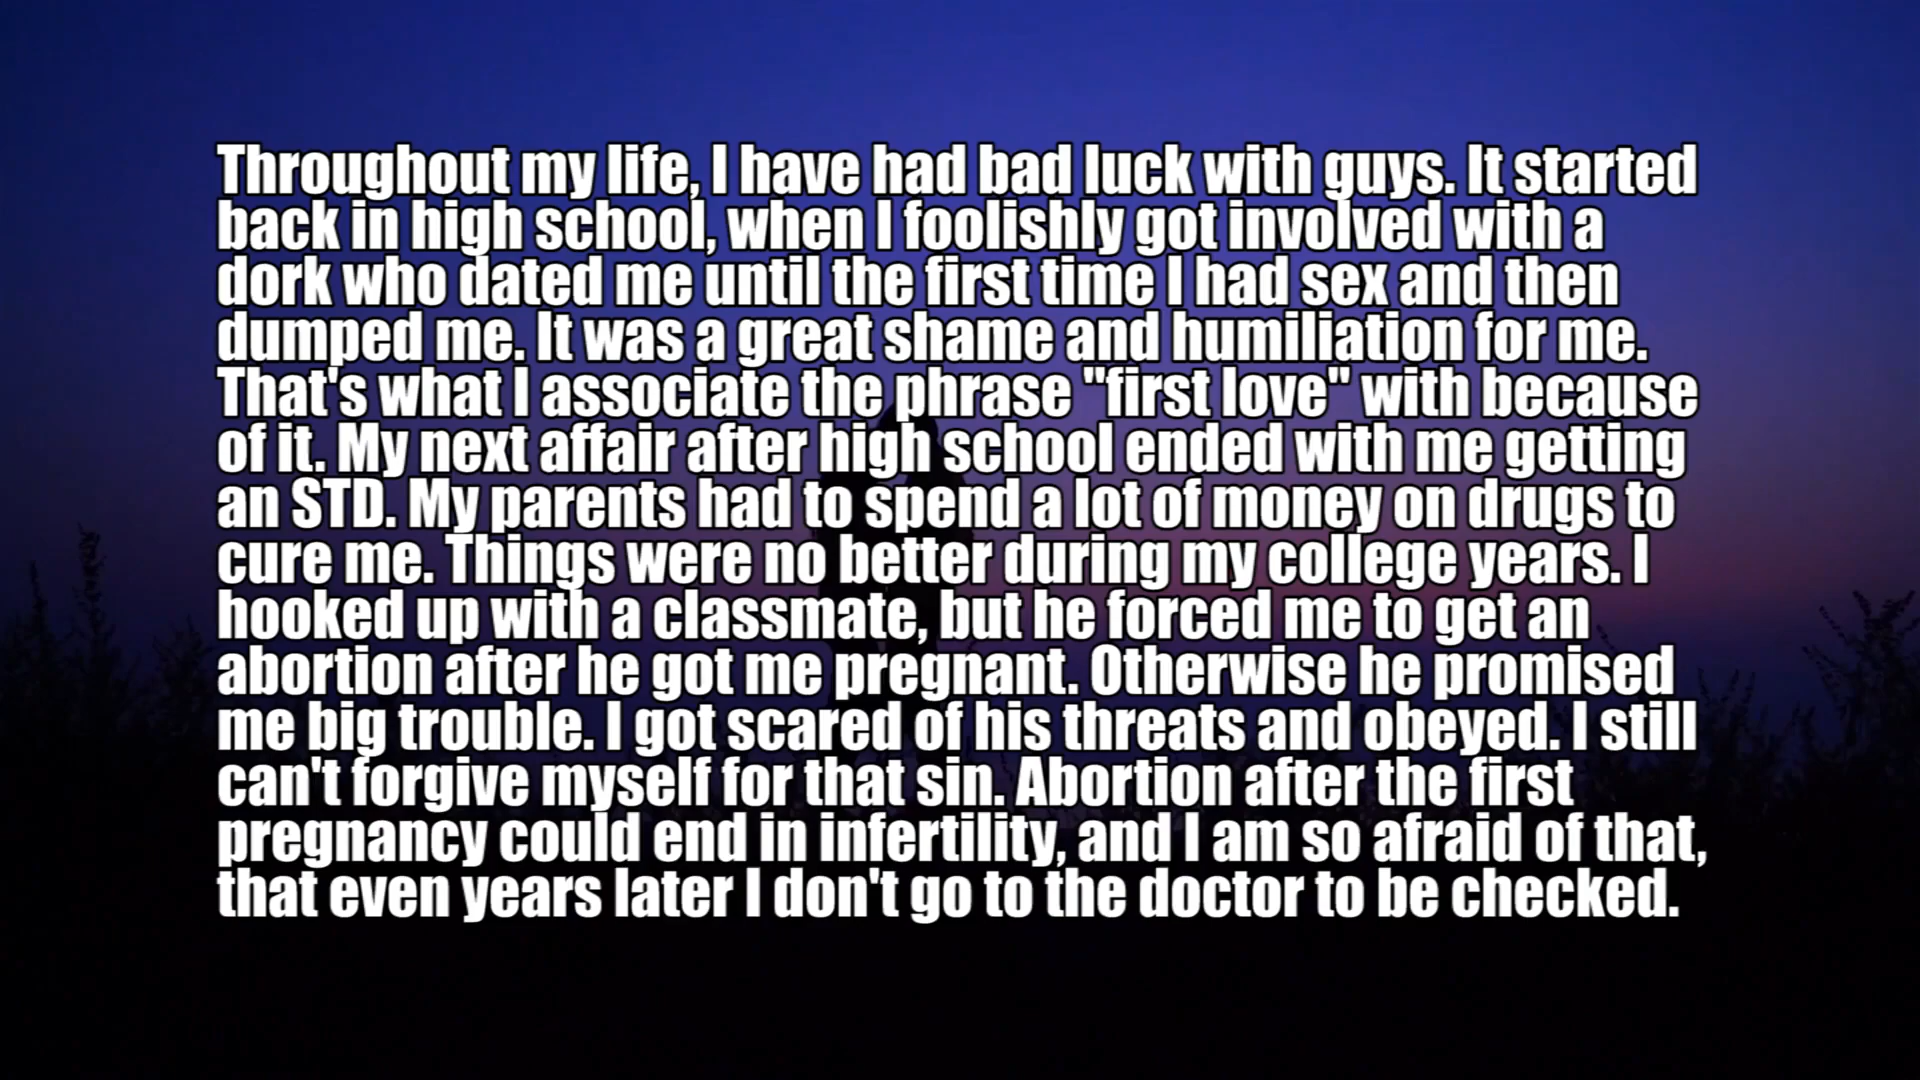 Throughout my life, I have had bad luck with guys. It started
back in high school, when I foolishly got involved with a
dork who dated me until the first time I had sex and then
dumped me. It was a great shame and humiliation for me.
That's what I associate the phrase "first love" with because
of it. My next affair after high school ended with me getting
an STD. My parents had to spend a lot of money on drugs to
cure me. Things were no better during my college years. I
hooked up with a classmate, but he forced me to get an
abortion after he got me pregnant. Otherwise he promised
me big trouble. I got scared of his threats and obeyed. I still
can't forgive myself for that sin. Abortion after the first
pregnancy could end in infertility, and I am so afraid of that,
that even years later I don't go to the doctor to be checked.